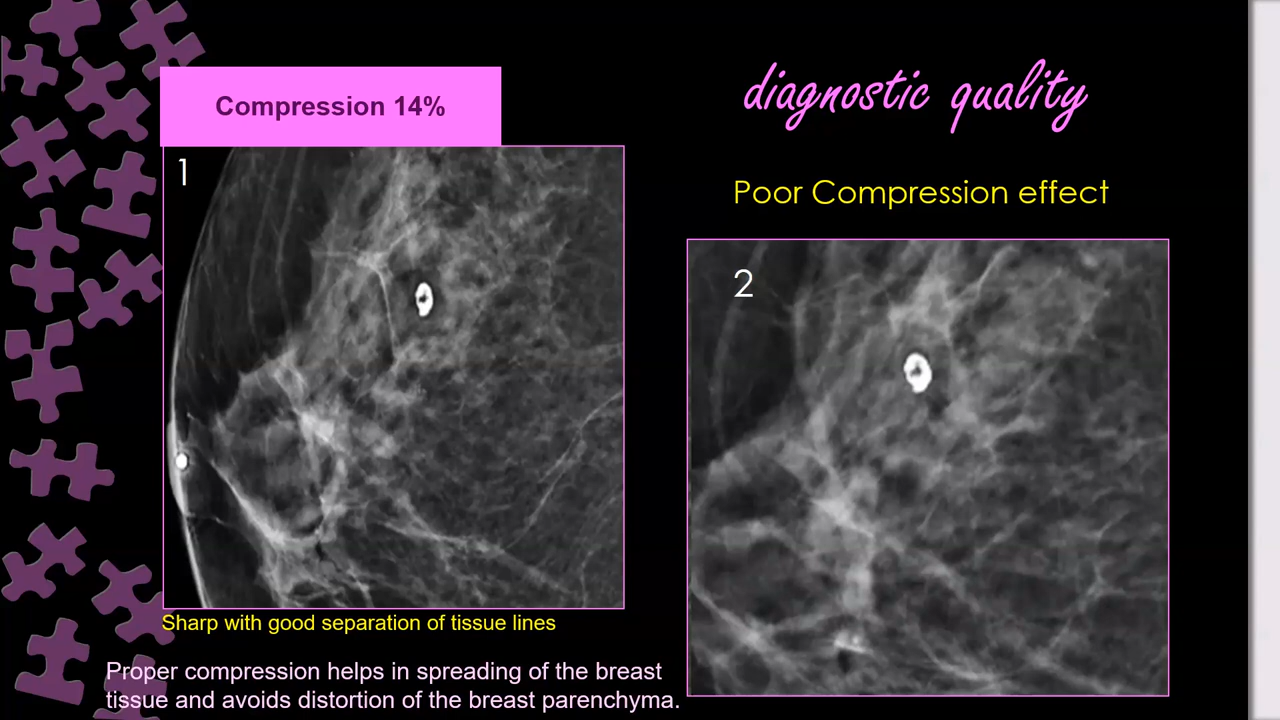 Compression 14%
diagnostic quality
1
Poor Compression effect
2
Sharp with good separation of tissue lines
Proper compression helps in spreading of the breast
tissue and avoids distortion of the breast parenchyma.